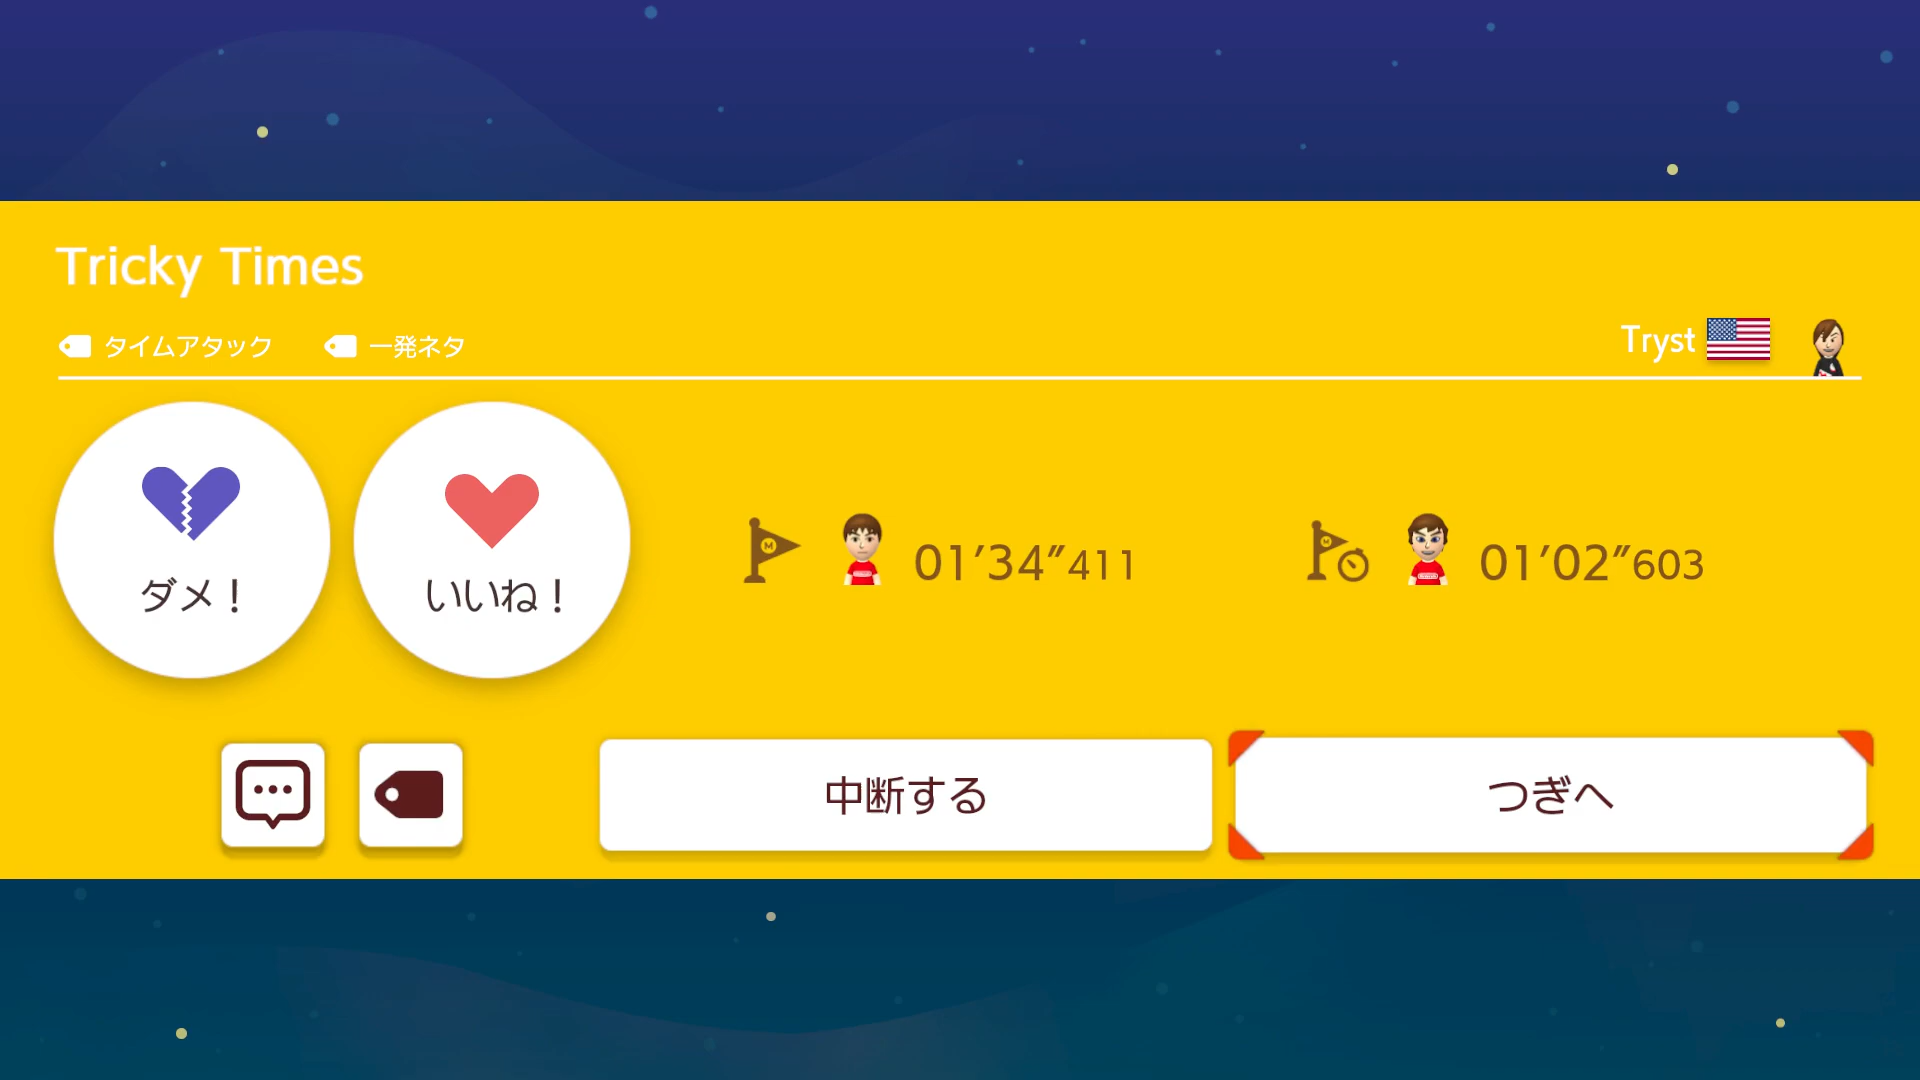 Tricky Times
タイムアタック 一発ネタ
Tryst
ダメ！
いいね！
01′34″411
01′02″603
中断する
つぎへ